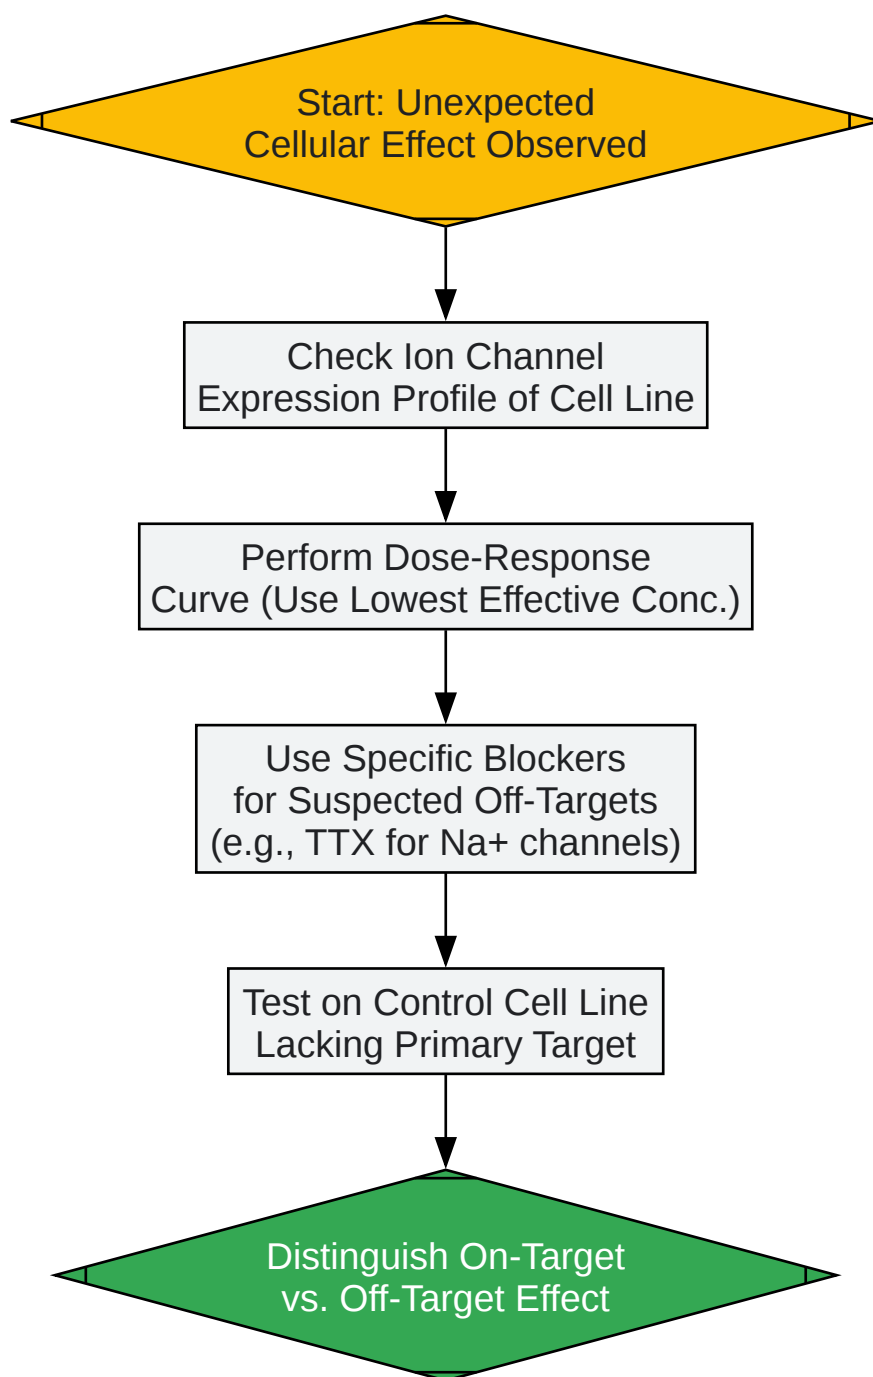 Start: Unexpected
Cellular Effect Observed
Check Ion Channel
Expression Profile of Cell Line
Perform Dose-Response
Curve (Use Lowest Effective Conc.)
Use Specific Blockers
for Suspected Off-Targets
(e.g., TTX for Na+ channels)
Test on Control Cell Line
Lacking Primary Target
Distinguish On-Target
vs. Off-Target Effect